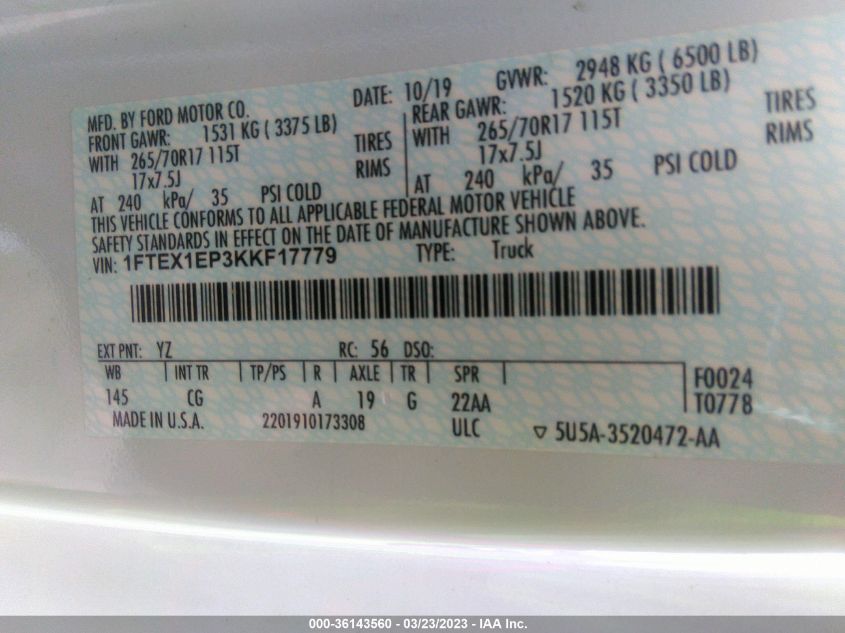 MFD. BY FORD MOTOR CO.
DATE: 10/19 GVWR: 2948 KG ( 6500 LB)
FRONT GAWR: 1531 KG ( 3375 LB)
WITH 265/70R17 115T TIRES
17x7.5J RIMS
AT 240 kPa/ 35 PSI COLD
REAR GAWR: 1520 KG ( 3350 LB)
WITH 265/70R17 115T TIRES
17x7.5J RIMS
AT 240 kPa/ 35 PSI COLD
THIS VEHICLE CONFORMS TO ALL APPLICABLE FEDERAL MOTOR VEHICLE
SAFETY STANDARDS IN EFFECT ON THE DATE OF MANUFACTURE SHOWN ABOVE.
VIN: 1FTEX1EP3KKF17779 TYPE: Truck
EXT PNT: YZ RC: 56 DSO:
WB INT TR TP/PS R AXLE TR SPR F0024
145 CG A 19 G 22AA T0778
MADE IN U.S.A. 2201910173308 ULC ▽ 5U5A-3520472-AA
000-36143560 - 03/23/2023 - IAA Inc.